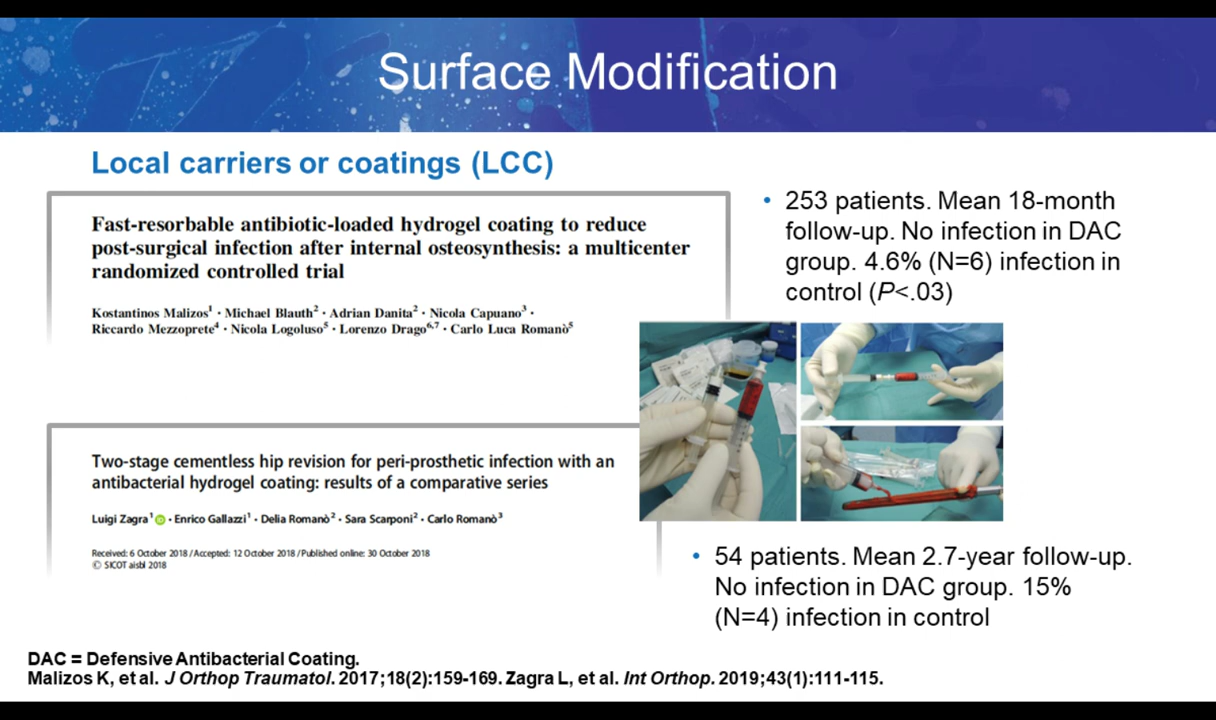 Surface Modification
Local carriers or coatings (LCC)
Fast-resorbable antibiotic-loaded hydrogel coating to reduce
post-surgical infection after internal osteosynthesis: a multicenter
randomized controlled trial
Kostantinos Malizos1 · Michael Blauth2 · Adrian Danita2 · Nicola Capuano3 ·
Riccardo Mezzoprete4 · Nicola Logoluso5 · Lorenzo Drago6,7 · Carlo Luca Romanò5
• 253 patients. Mean 18-month
follow-up. No infection in DAC
group. 4.6% (N=6) infection in
control (P<.03)
Two-stage cementless hip revision for peri-prosthetic infection with an
antibacterial hydrogel coating: results of a comparative series
Luigi Zagra1 iD · Enrico Gallazzi1 · Delia Romanò2 · Sara Scarponi2 · Carlo Romanò3
Received: 6 October 2018 / Accepted: 12 October 2018 / Published online: 30 October 2018
© SICOT aisbl 2018
• 54 patients. Mean 2.7-year follow-up.
No infection in DAC group. 15%
(N=4) infection in control
DAC = Defensive Antibacterial Coating.
Malizos K, et al. J Orthop Traumatol. 2017;18(2):159-169. Zagra L, et al. Int Orthop. 2019;43(1):111-115.